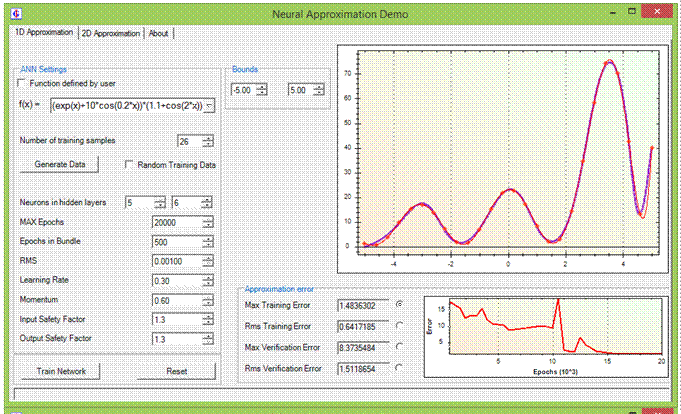 Neural Approximation Demo
1D Approximation 2D Approximation About
ANN Settings
Function defined by user
f(x) = (exp(x)+10*cos(0.2*x))*(1.1+cos(2*x))
Number of training samples 26
Generate Data Random Training Data
Neurons in hidden layers 5 6
MAX Epochs 20000
Epochs in Bundle 500
RMS 0.00100
Learning Rate 0.30
Momentum 0.60
Input Safety Factor 1.3
Output Safety Factor 1.3
Train Network Reset
Bounds
-5.00 5.00
70
60
50
40
30
20
10
0
-4 -2 0 2 4
Approximation error
Max Training Error 1.4836302
Rms Training Error 0.6417185
Max Verification Error 8.3735484
Rms Verification Error 1.5118654
Error
15
10
5
5 10 15 20
Epochs (10^3)